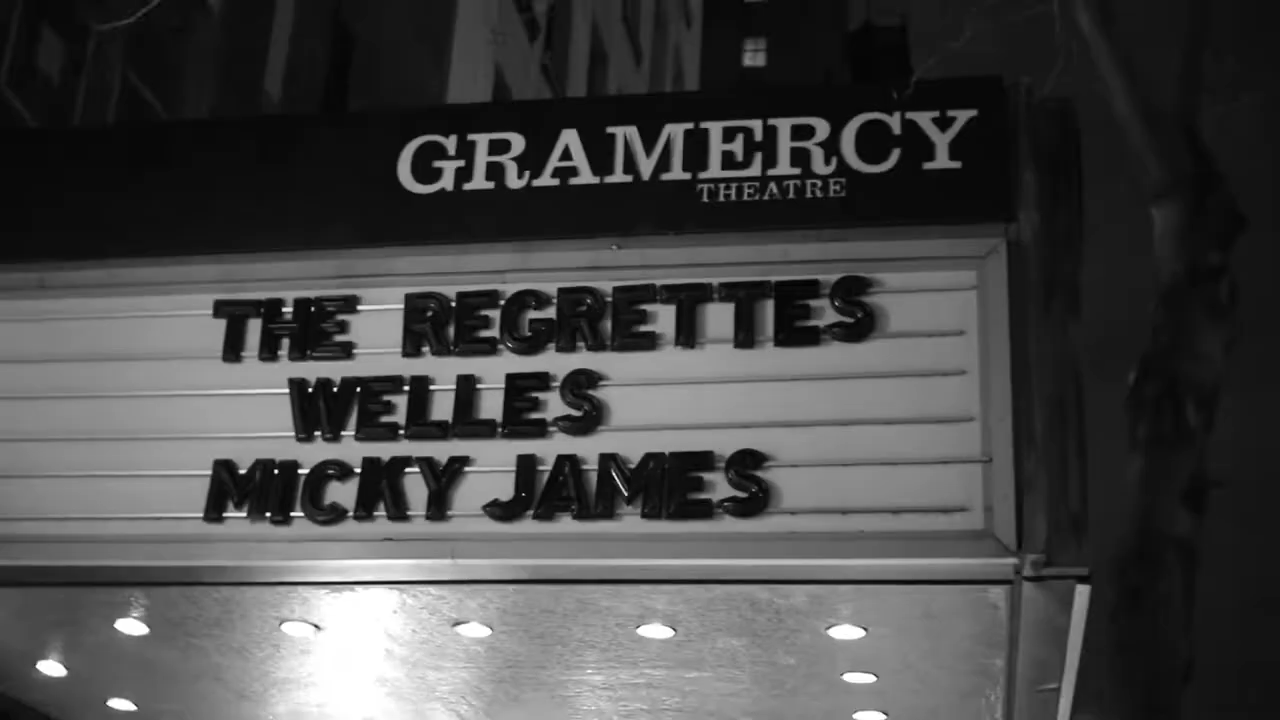 GRAMERCY
THEATRE
THE REGRETTES
WELLES
MICKY JAMES